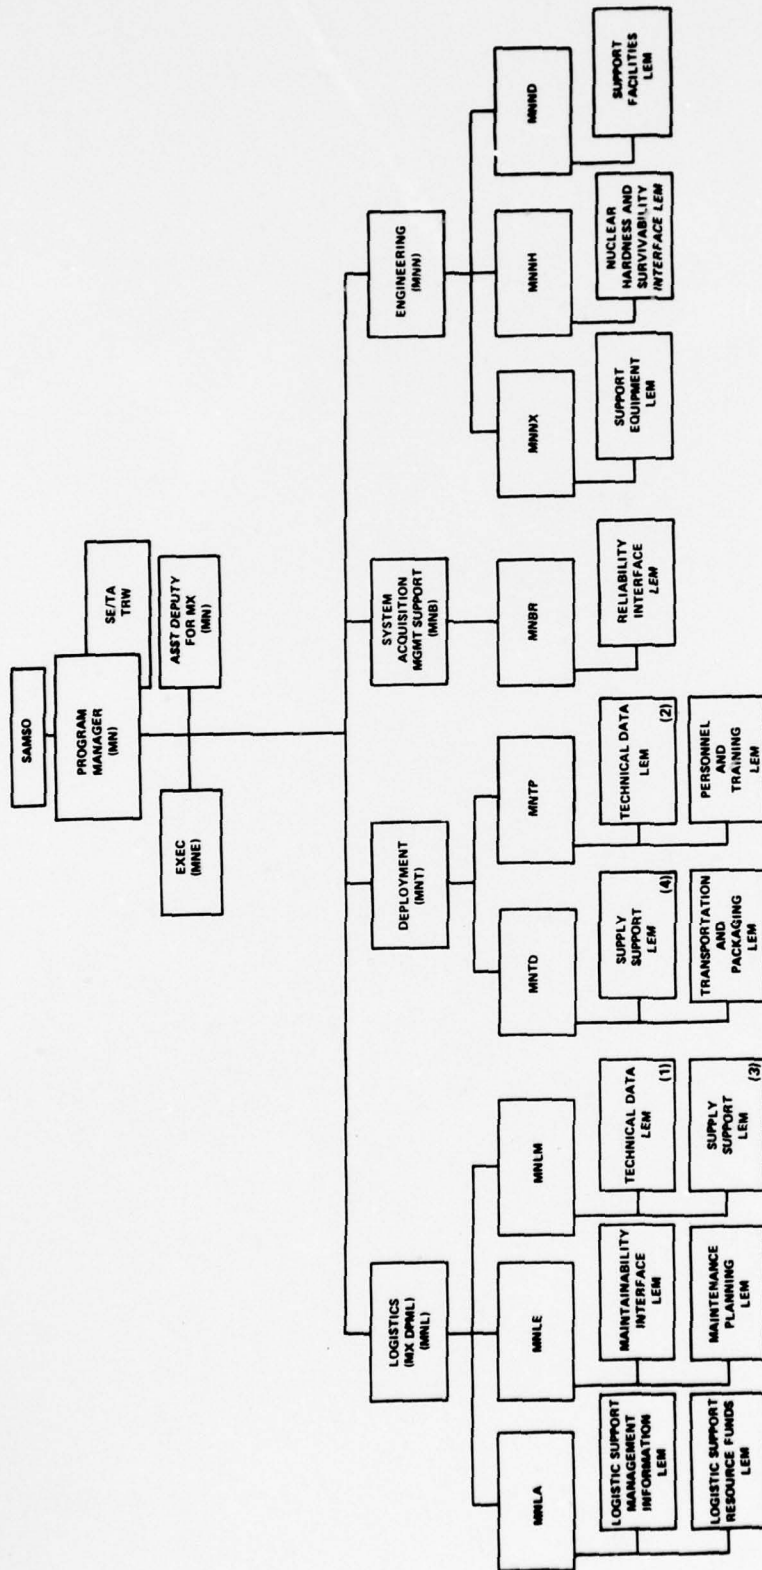 SAMSO
PROGRAM
MANAGER
(MN)
SE/TA
TRW
ASST DEPUTY
FOR MX
(MN)
EXEC
(MNE)
LOGISTICS
(MX DPML)
(MNL)
DEPLOYMENT
(MNT)
SYSTEM
ACQUISITION
MGMT SUPPORT
(MNB)
ENGINEERING
(MNN)
MNLA
MNLE
MNLM
MNTD
MNTP
MNBR
MNNX
MNNH
MNND
LOGISTIC SUPPORT
MANAGEMENT
INFORMATION
LEM
LOGISTIC SUPPORT
RESOURCE FUNDS
LEM
MAINTAINABILITY
INTERFACE
LEM
MAINTENANCE
PLANNING
LEM
TECHNICAL DATA
LEM
(1)
SUPPLY
SUPPORT
LEM
(3)
SUPPLY
SUPPORT
LEM
(4)
TRANSPORTATION
AND
PACKAGING
LEM
TECHNICAL DATA
LEM
(2)
PERSONNEL
AND
TRAINING
LEM
RELIABILITY
INTERFACE
LEM
SUPPORT
EQUIPMENT
LEM
NUCLEAR
HARDNESS AND
SURVIVABILITY
INTERFACE LEM
SUPPORT
FACILITIES
LEM